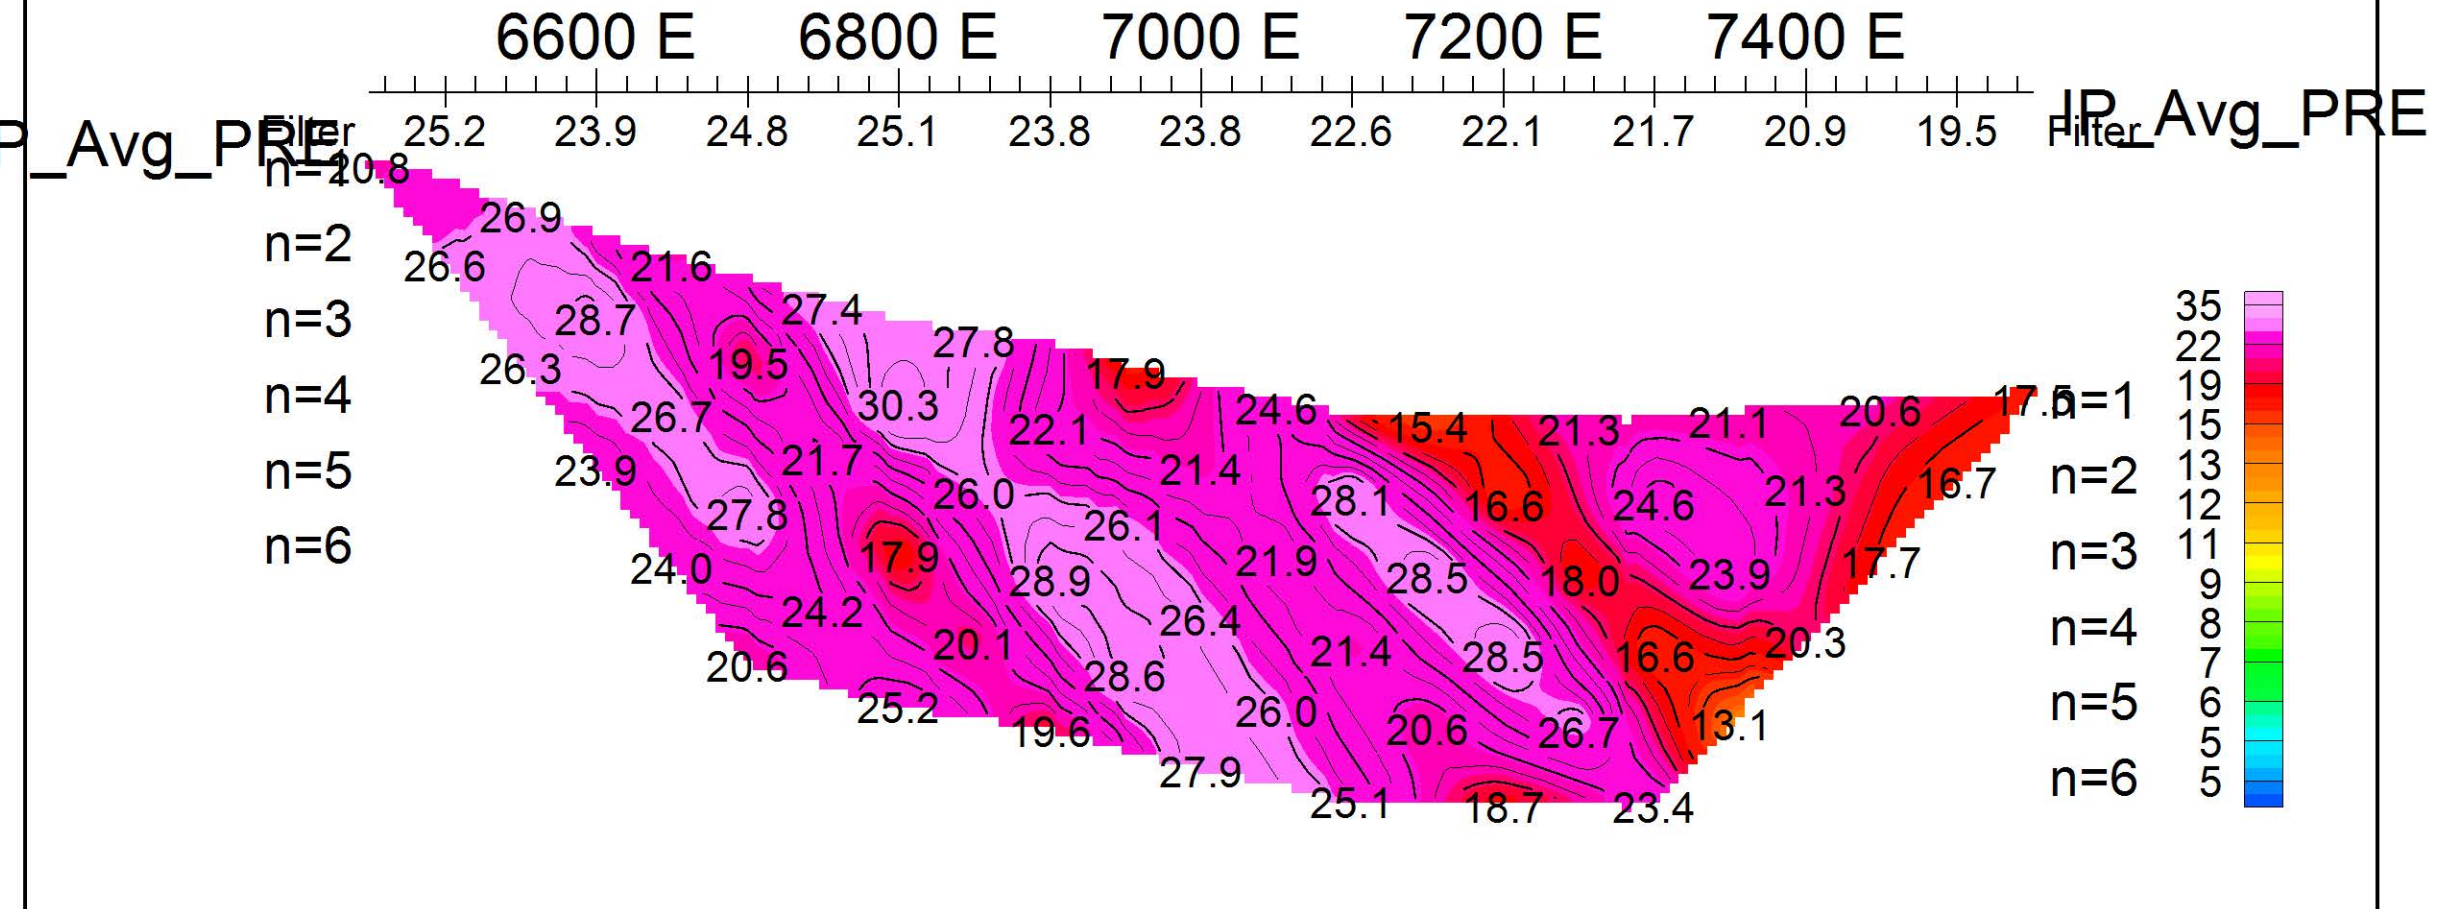 6600 E 6800 E 7000 E 7200 E 7400 E
P_Avg_PRE Filter 25.2 23.9 24.8 25.1 23.8 23.8 22.6 22.1 21.7 20.9 19.5 Filter IP_Avg_PRE
n=1 20.8
26.9
n=2
26.6 21.6
27.4
n=3 28.7 35
27.8 22
26.3 19.5 17.9 19
n=4 26.7 30.3 22.1 24.6 15.4 21.3 21.1 20.6 17.5 n=1
15
n=5 23.9 21.7 21.4 13
26.0 28.1 16.6 24.6 21.3 16.7 n=2
27.8 26.1 12
n=6 24.0 17.9 28.9 21.9 28.5 18.0 23.9 17.7 n=3 11
9
24.2 26.4 n=4 8
20.6 20.1 28.6 21.4 28.5 16.6 20.3 7
25.2 19.6 26.0 20.6 26.7 13.1 n=5 6
5
27.9 25.1 18.7 23.4 n=6 5